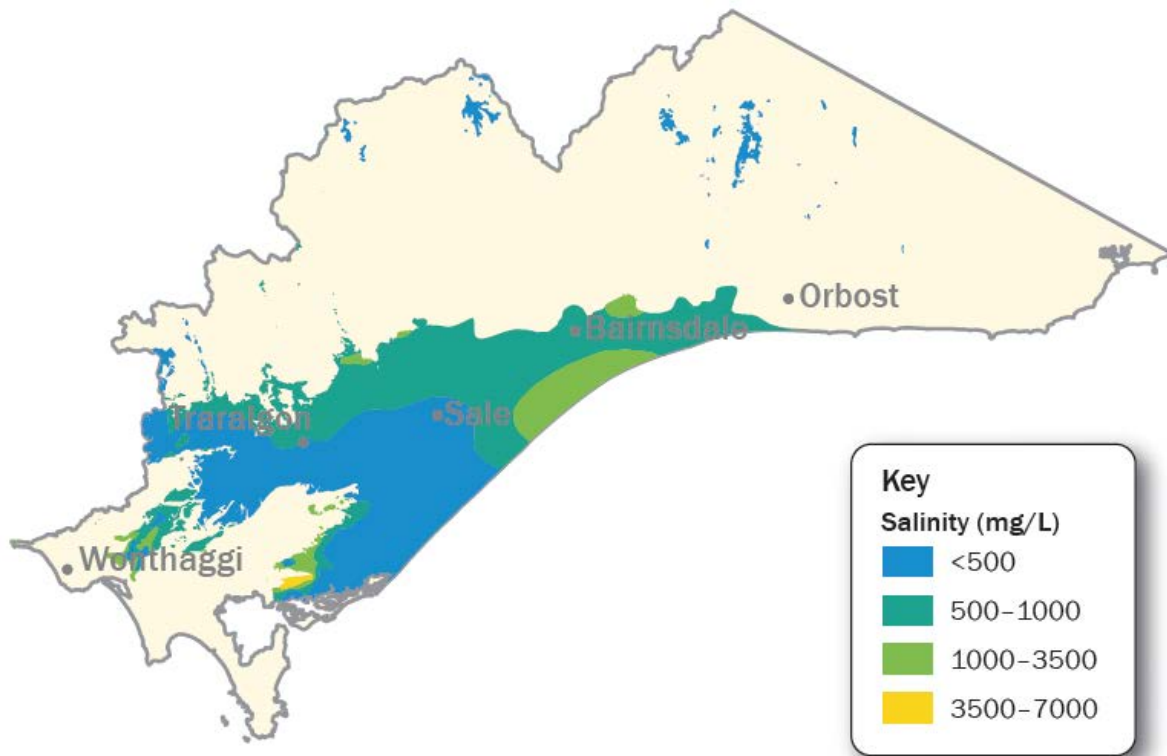 Orbost
Bairnsdale
Sale
Traralgon
Wonthaggi
Key
Salinity (mg/L)
<500
500–1000
1000–3500
3500–7000